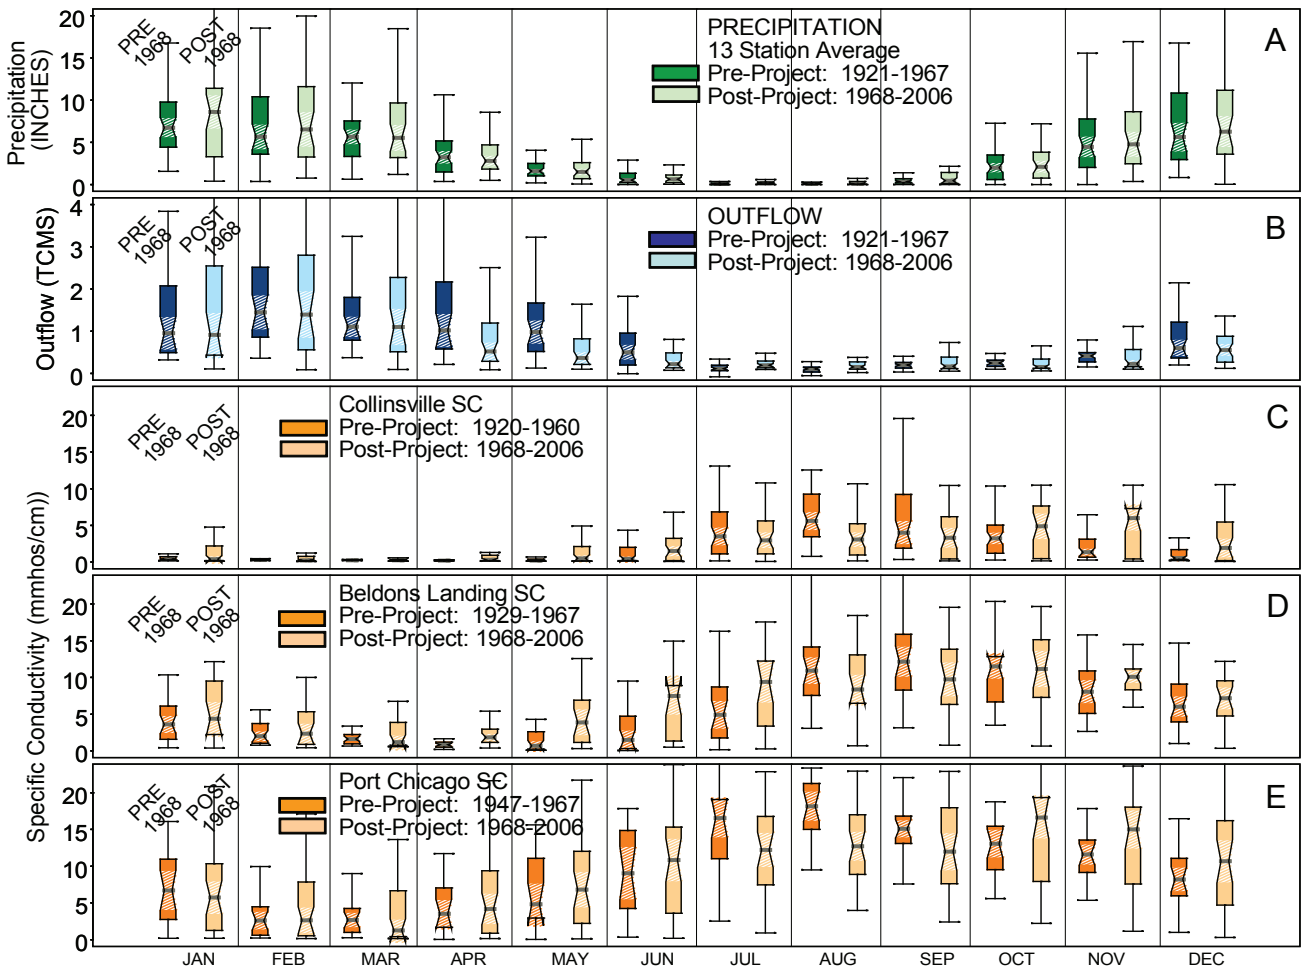 PRECIPITATION
13 Station Average
Pre-Project: 1921-1967
Post-Project: 1968-2006
A
PRE 1968
POST 1968
Precipitation
(INCHES)
20
15
10
5
0
OUTFLOW
Pre-Project: 1921-1967
Post-Project: 1968-2006
B
PRE 1968
POST 1968
Outflow (TCMS)
4
3
2
1
0
Collinsville SC
Pre-Project: 1920-1960
Post-Project: 1968-2006
C
PRE 1968
POST 1968
20
15
10
5
0
Specific Conductivity (mmhos/cm))
Beldons Landing SC
Pre-Project: 1929-1967
Post-Project: 1968-2006
D
PRE 1968
POST 1968
20
15
10
5
0
Port Chicago SC
Pre-Project: 1947-1967
Post-Project: 1968-2006
E
PRE 1968
POST 1968
20
15
10
5
0
JAN FEB MAR APR MAY JUN JUL AUG SEP OCT NOV DEC